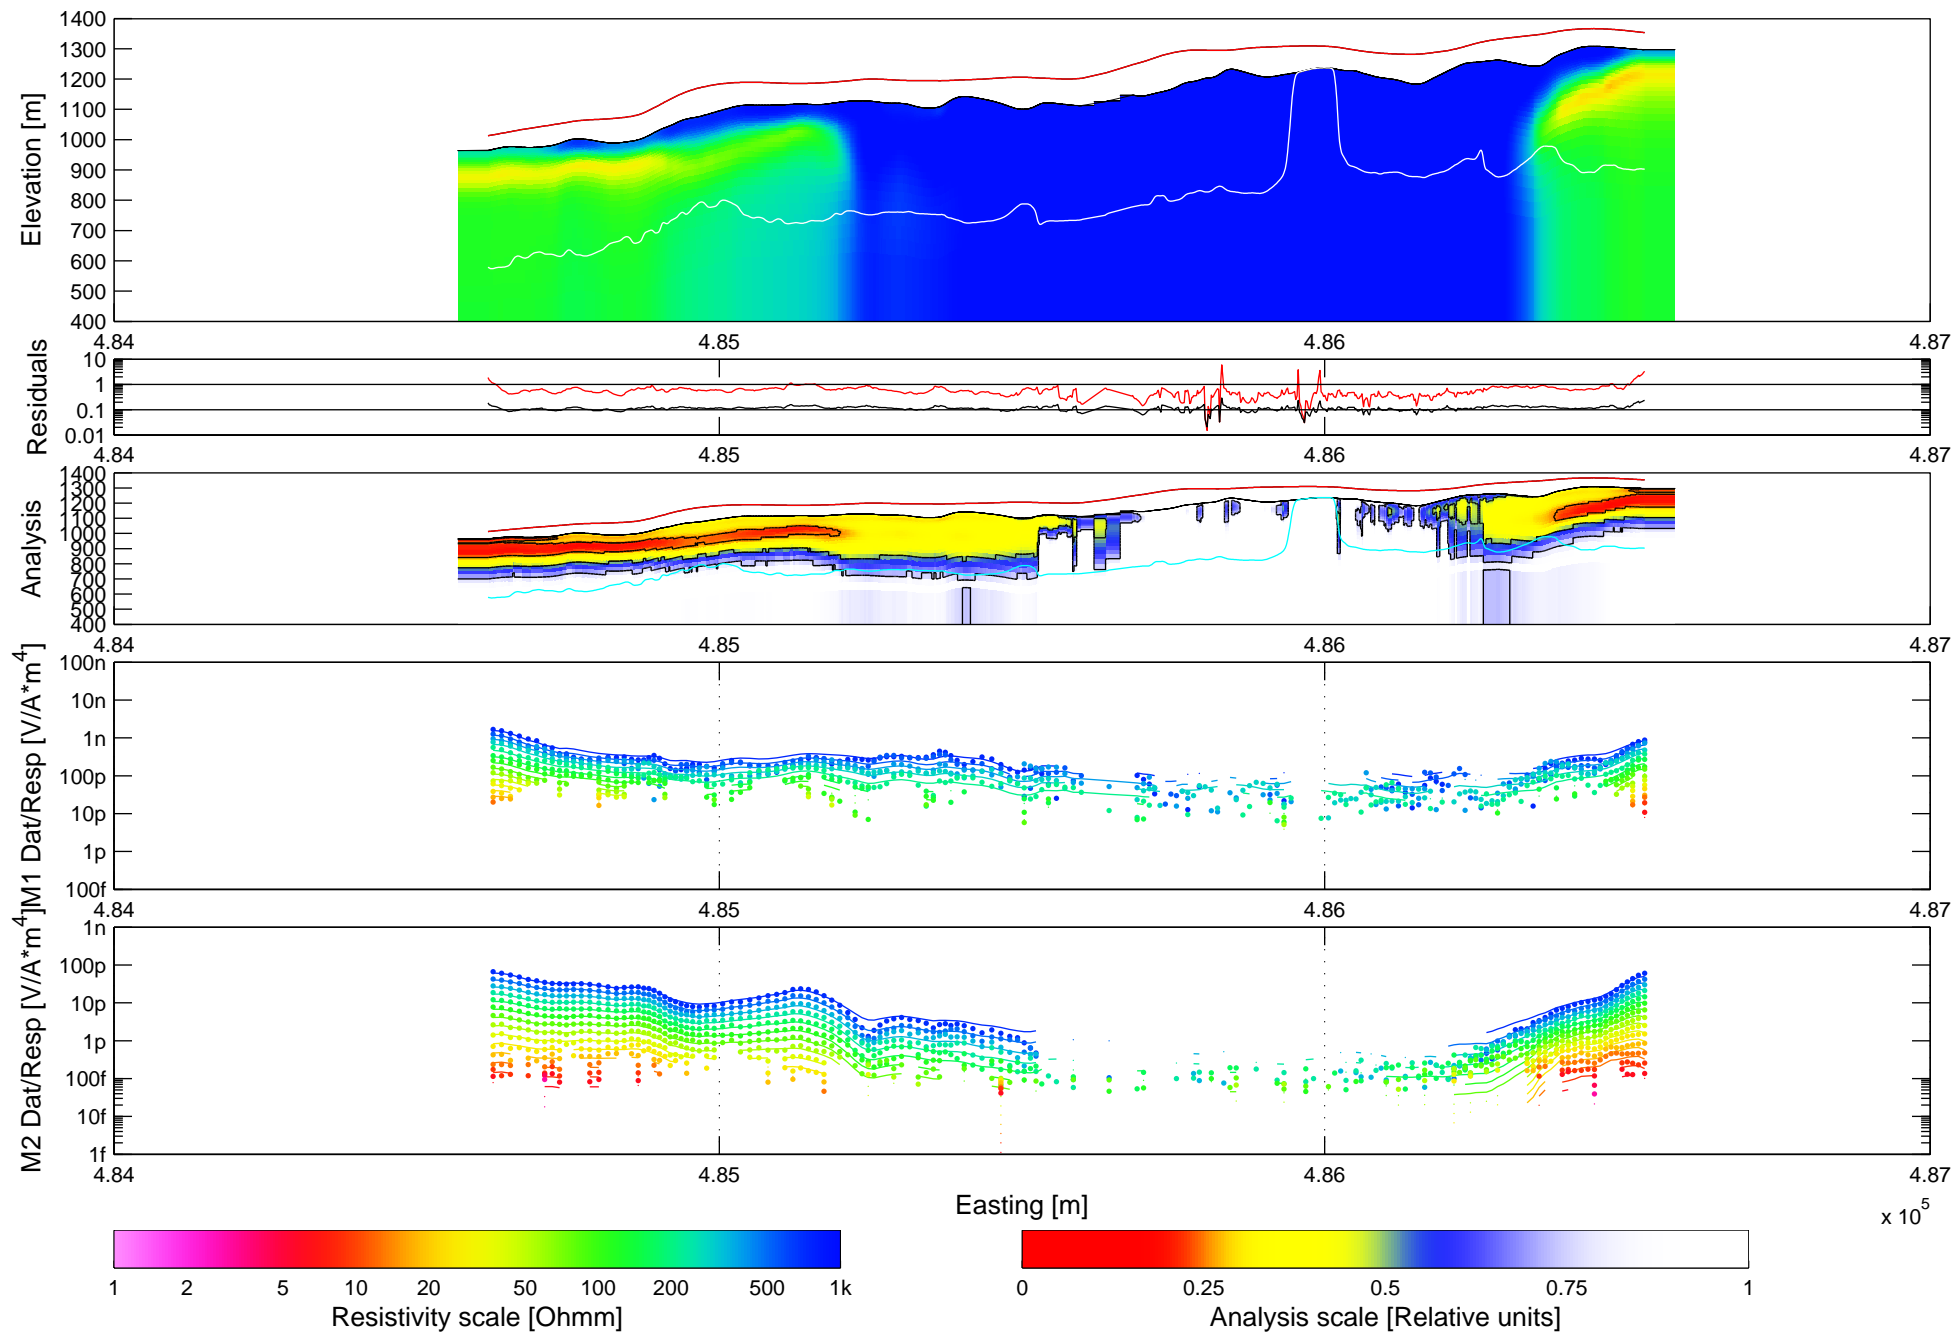 1400
1300
1200
1100
1000
900
800
700
600
500
400
Elevation [m]
4.84 4.85 4.86 4.87
10
1
0.1
0.01
Residuals
4.84 4.85 4.86 4.87
1400
1300
1200
1100
1000
900
800
700
600
500
400
Analysis
4.84 4.85 4.86 4.87
100n
10n
1n
100p
10p
1p
100f
M1 Dat/Resp [V/A*m^4]
4.84 4.85 4.86 4.87
1n
100p
10p
1p
100f
10f
1f
M2 Dat/Resp [V/A*m^4]
4.84 4.85 4.86 4.87
Easting [m]
x 10^5
1 2 5 10 20 50 100 200 500 1k
Resistivity scale [Ohmm]
0 0.25 0.5 0.75 1
Analysis scale [Relative units]